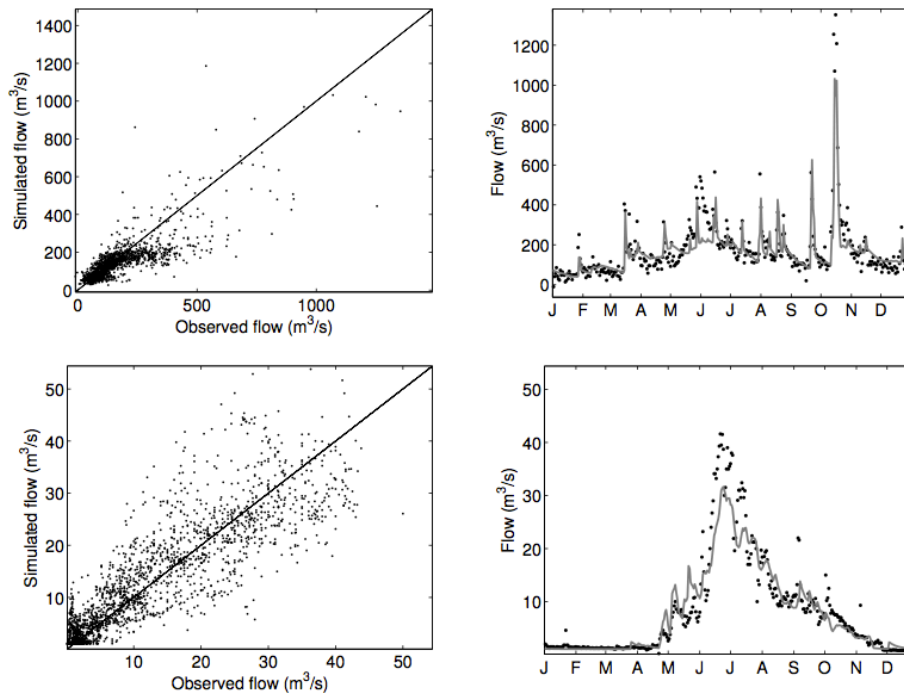 1400
1200
1000
800
600
400
200
0
Simulated flow (m³/s)
0 500 1000
Observed flow (m³/s)
1200
1000
800
600
400
200
0
Flow (m³/s)
J F M A M J J A S O N D
50
40
30
20
10
Simulated flow (m³/s)
10 20 30 40 50
Observed flow (m³/s)
50
40
30
20
10
Flow (m³/s)
J F M A M J J A S O N D